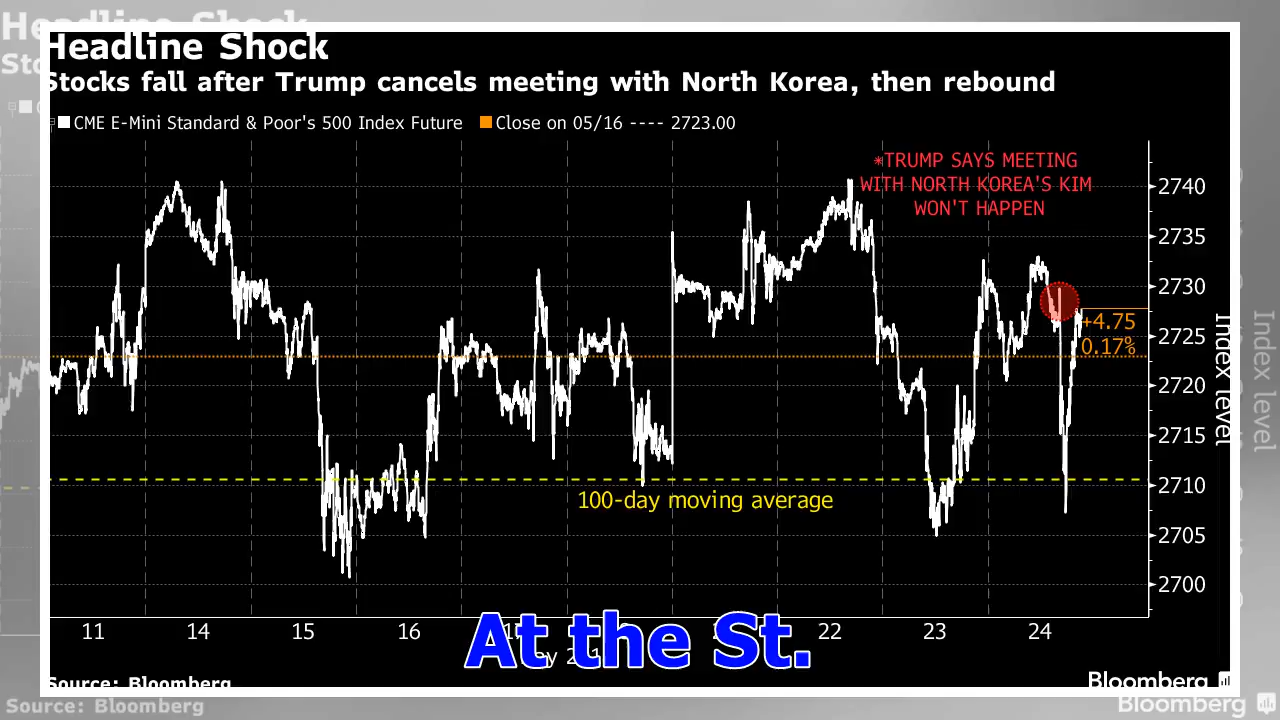 Headline Shock
Stocks fall after Trump cancels meeting with North Korea, then rebound
CME E-Mini Standard & Poor's 500 Index Future
Close on 05/16 ---- 2723.00
*TRUMP SAYS MEETING
WITH NORTH KOREA'S KIM
WON'T HAPPEN
2740
2735
2730
2725
2720
2715
2710
2705
2700
+4.75
0.17%
Index level
Index level
100-day moving average
11 14 15 16 22 23 24
At the St.
Source: Bloomberg
Bloomberg
Source: Bloomberg
Bloomberg